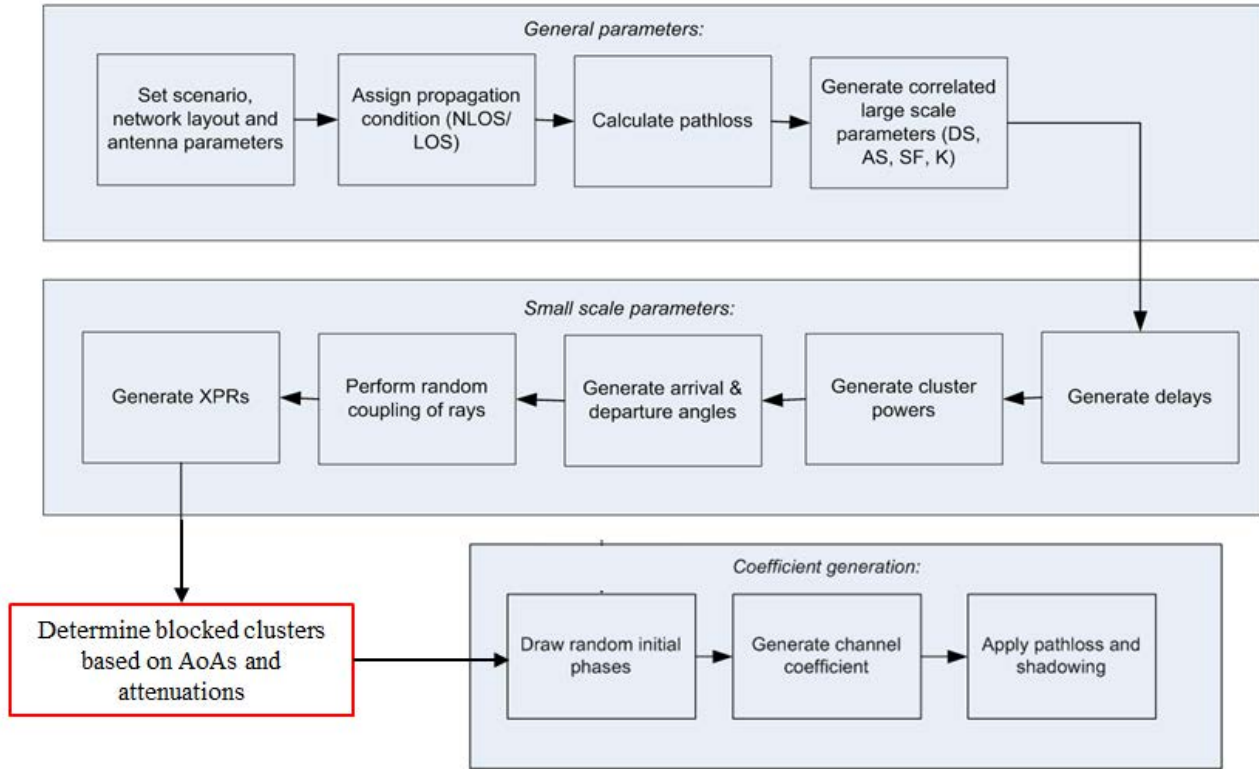 General parameters:
Set scenario,
network layout and
antenna parameters
Assign propagation
condition (NLOS/
LOS)
Calculate pathloss
Generate correlated
large scale
parameters (DS,
AS, SF, K)
Small scale parameters:
Generate XPRs
Perform random
coupling of rays
Generate arrival &
departure angles
Generate cluster
powers
Generate delays
Determine blocked clusters
based on AoAs and
attenuations
Coefficient generation:
Draw random initial
phases
Generate channel
coefficient
Apply pathloss and
shadowing